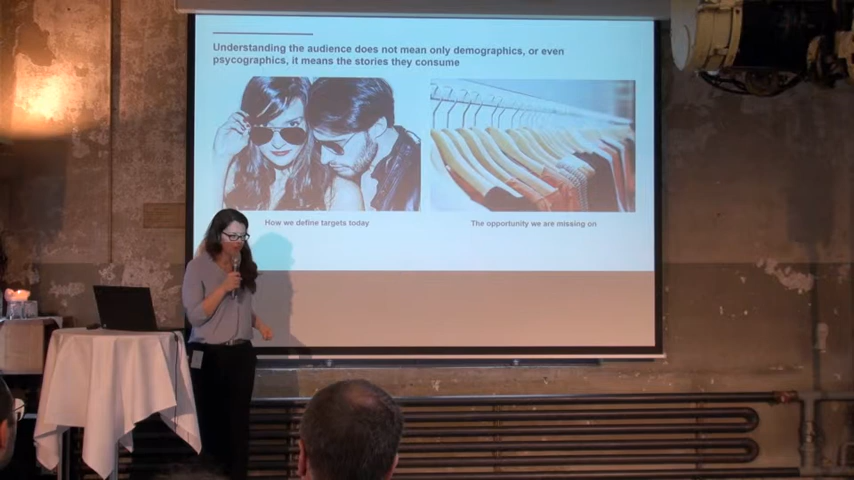 Understanding the audience does not mean only demographics, or even
psycographics, it means the stories they consume
How we define targets today
The opportunity we are missing on